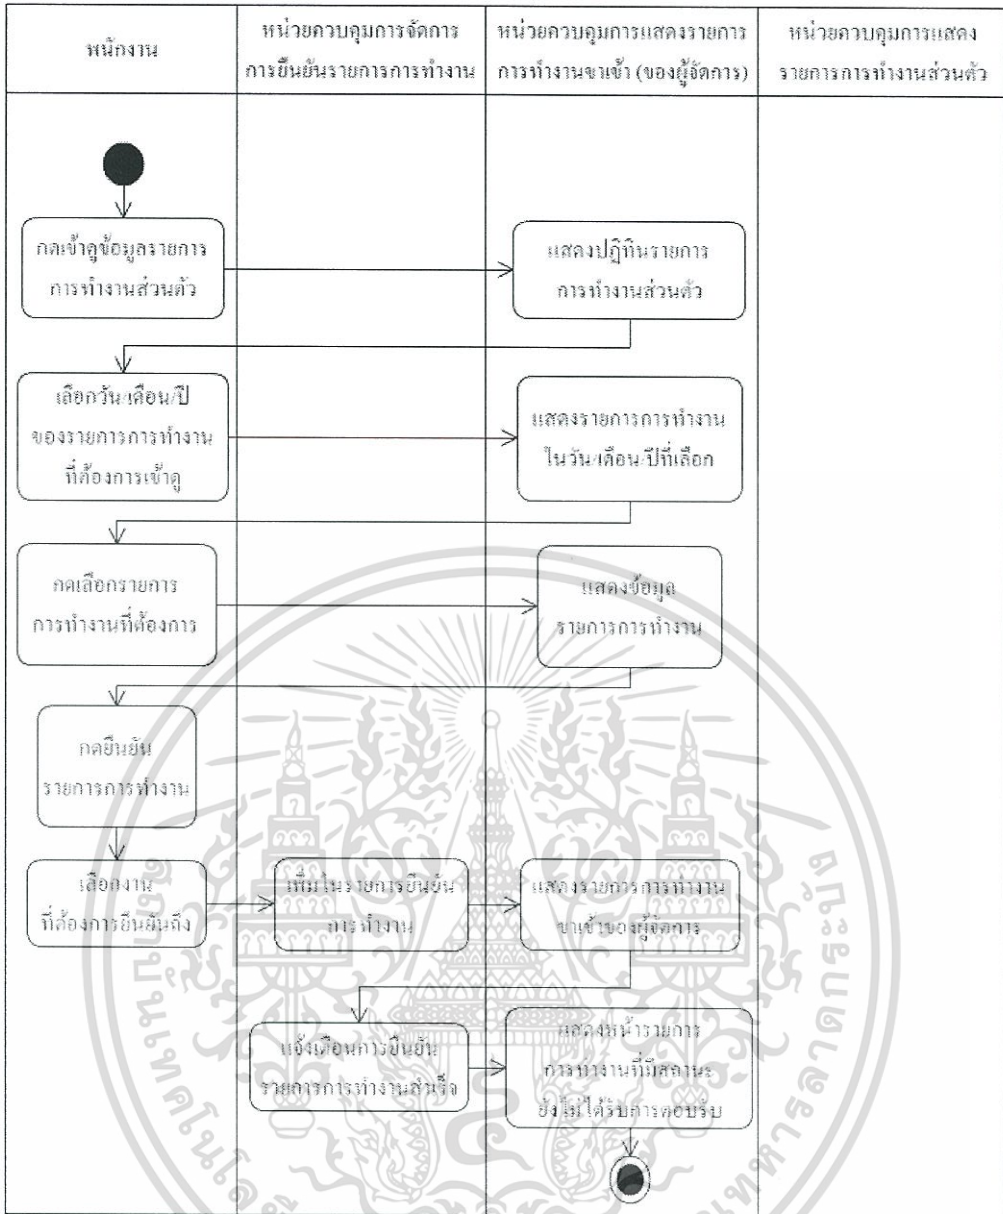 พนักงาน
หน่วยควบคุมการจัดการ
การยืนยันรายการการทำงาน
หน่วยควบคุมการแสดงรายการ
การทำงานขาเข้า (ของผู้จัดการ)
หน่วยควบคุมการแสดง
รายการการทำงานส่วนตัว
กดเข้าดูข้อมูลรายการ
การทำงานส่วนตัว
แสดงปฏิทินรายการ
การทำงานส่วนตัว
เลือกวัน/เดือน/ปี
ของรายการการทำงาน
ที่ต้องการเข้าดู
แสดงรายการการทำงาน
ในวัน/เดือน/ปีที่เลือก
กดเลือกรายการ
การทำงานที่ต้องการ
แสดงข้อมูล
รายการการทำงาน
กดยืนยัน
รายการการทำงาน
เลือกงาน
ที่ต้องการยืนยันถึง
เพิ่มในรายการยืนยัน
การทำงาน
แสดงรายการการทำงาน
ขาเข้าของผู้จัดการ
แจ้งเตือนการยืนยัน
รายการการทำงานสำเร็จ
แสดงหน้ารายการ
การทำงานที่มีสถานะ
ยังไม่ได้รับการตอบรับ